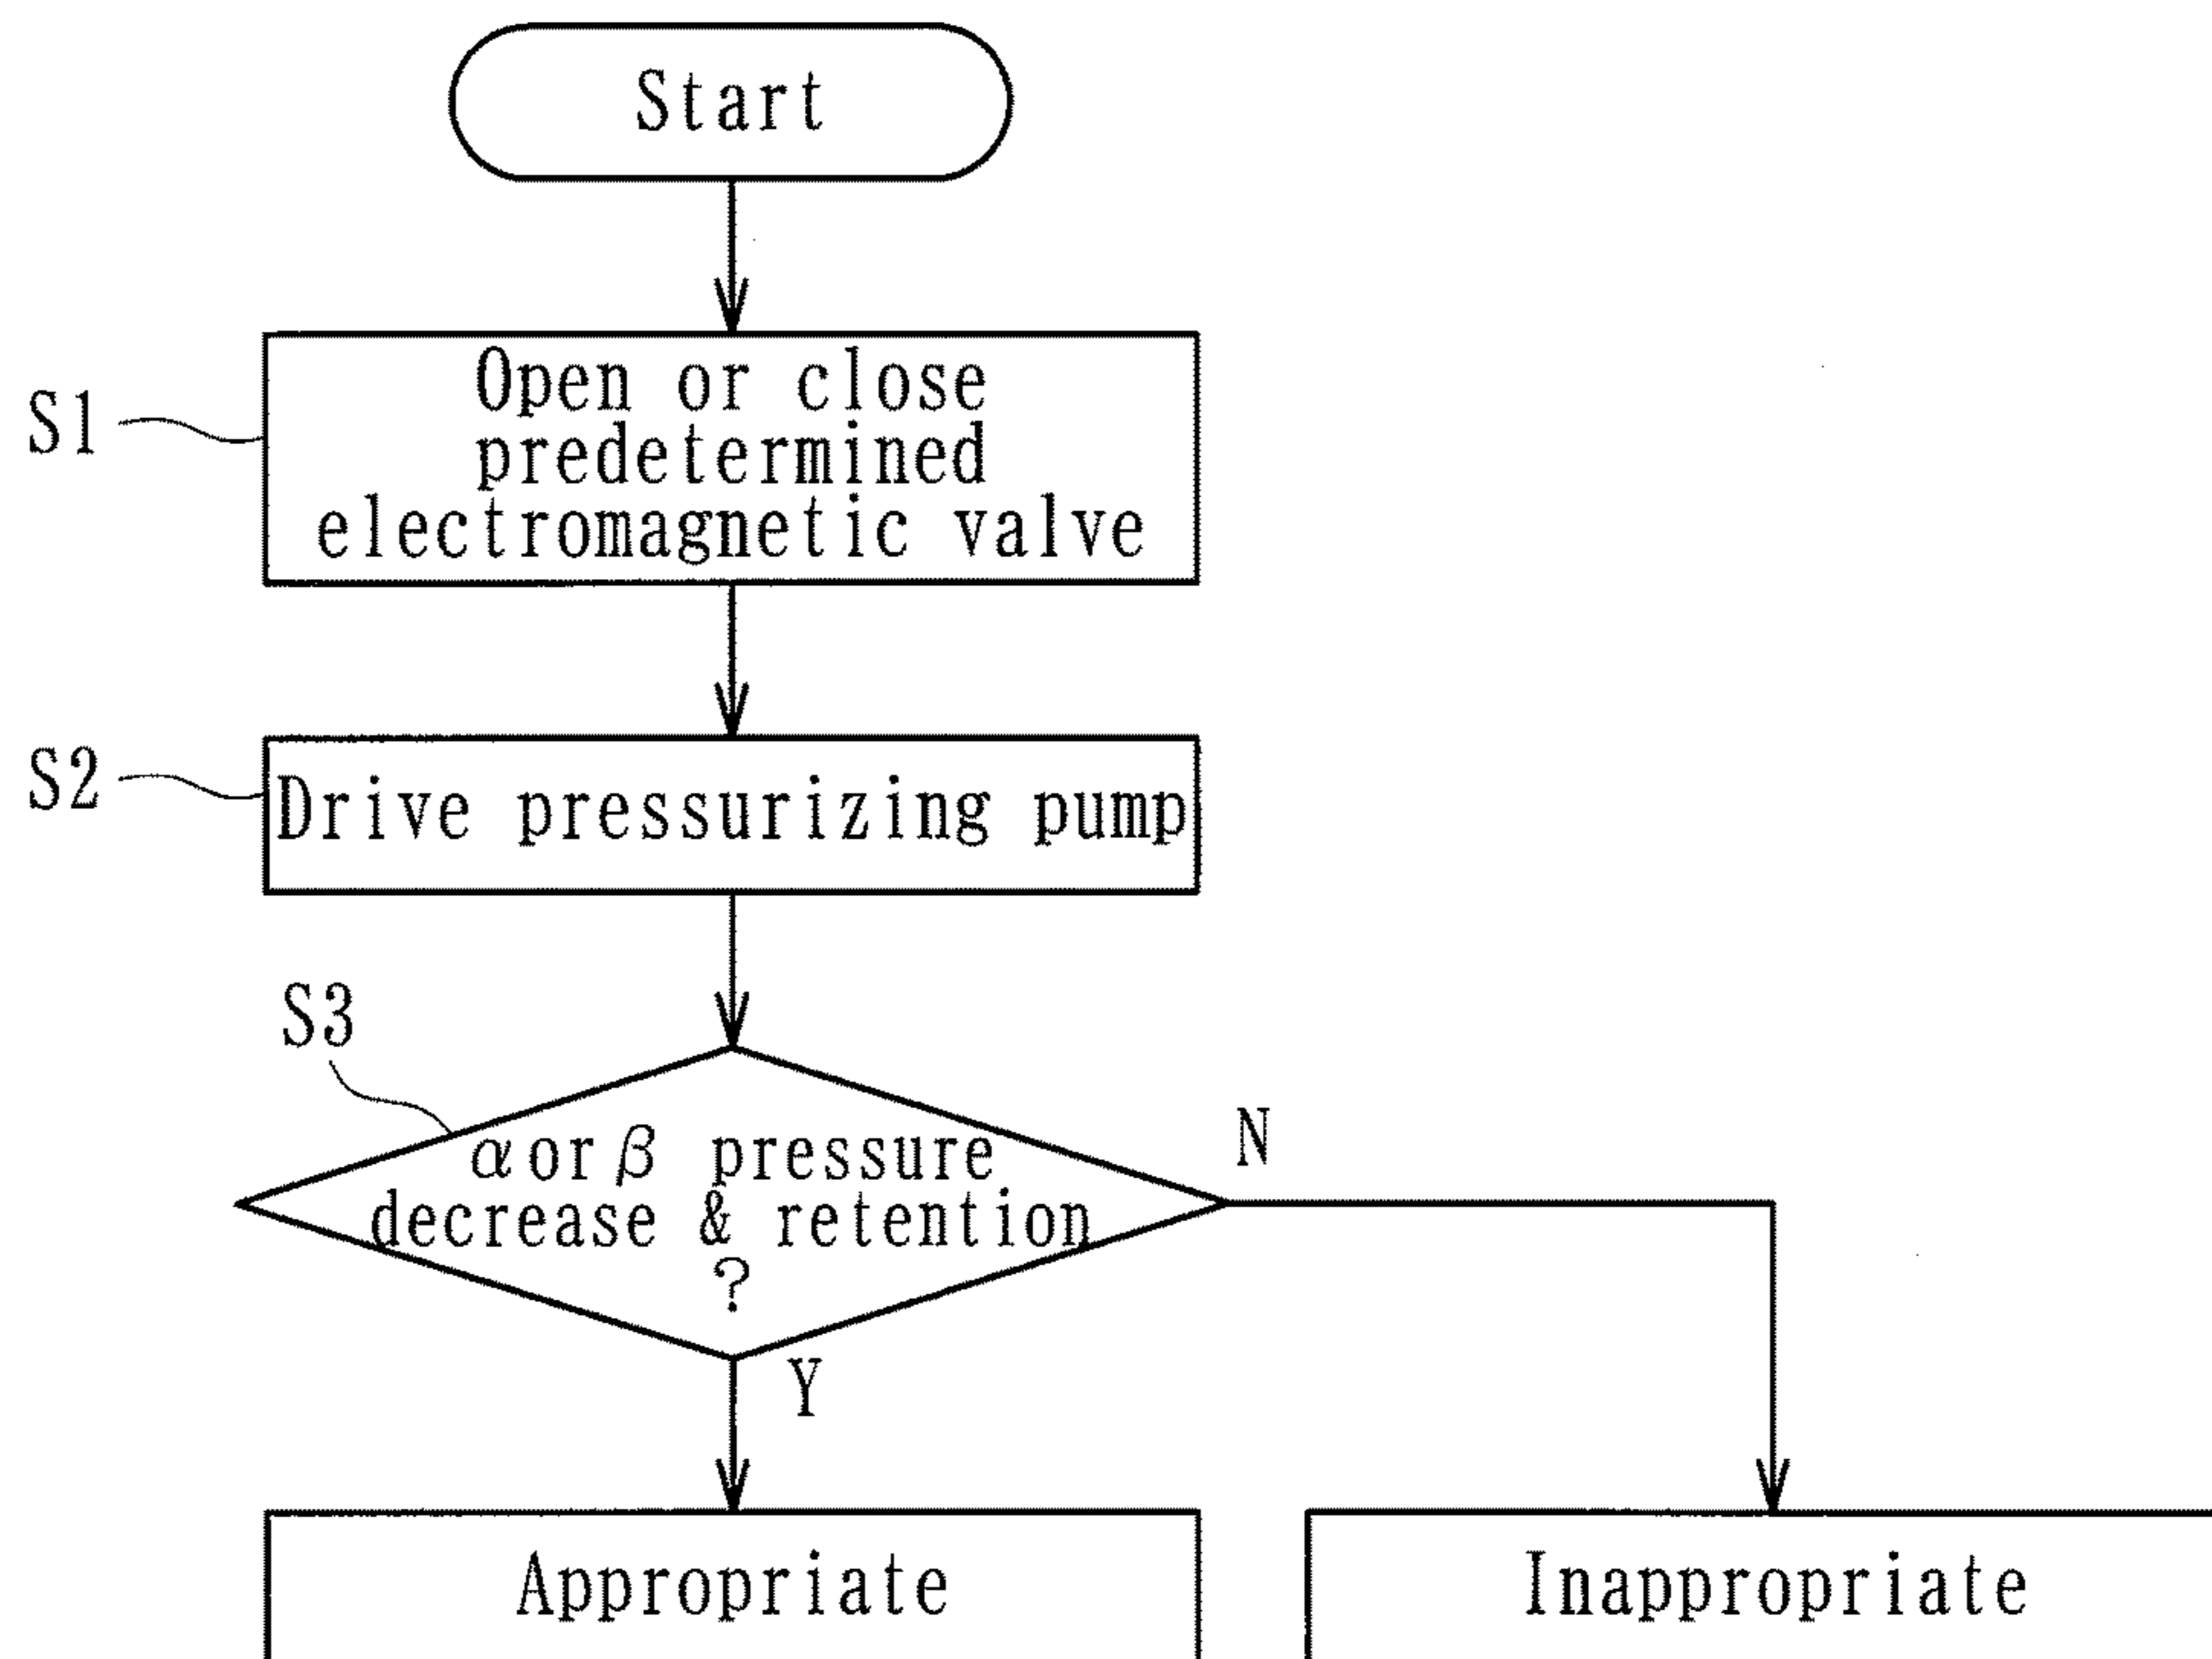 Start
S1
Open or close
predetermined
electromagnetic valve
S2
Drive pressurizing pump
S3
α or β pressure
decrease & retention
?
N
Y
Appropriate
Inappropriate